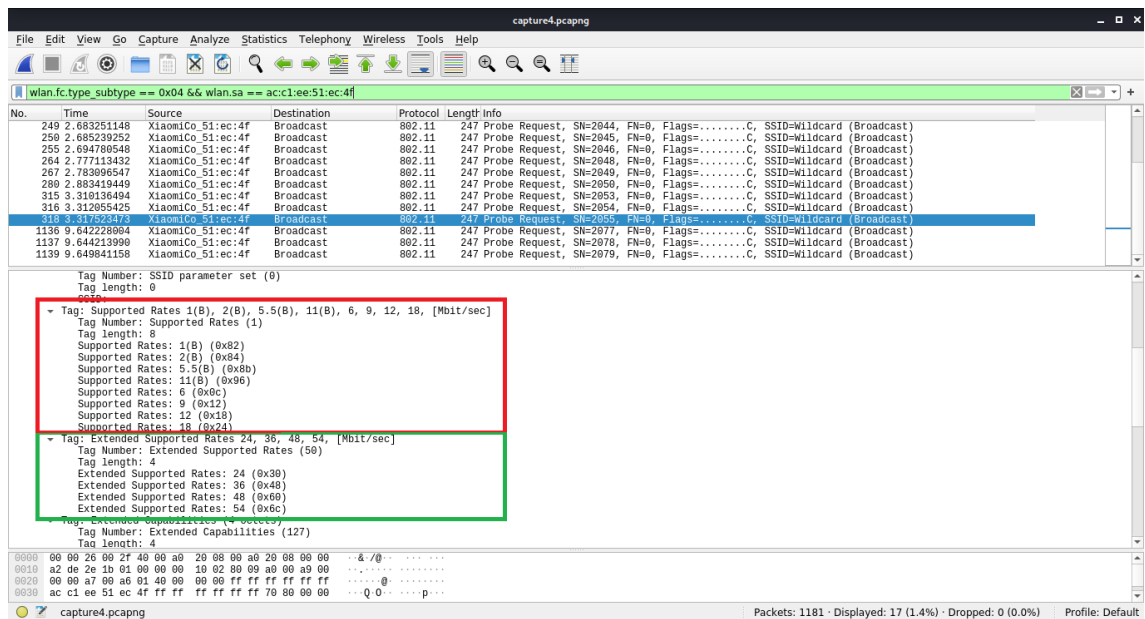 capture4.pcapng
File Edit View Go Capture Analyze Statistics Telephony Wireless Tools Help
wlan.fc.type_subtype == 0x04 && wlan.sa == ac:c1:ee:51:ec:4f
No. Time Source Destination Protocol Length Info
249 2.683251148 XiaomiCo_51:ec:4f Broadcast 802.11 247 Probe Request, SN=2044, FN=0, Flags=........C, SSID=Wildcard (Broadcast)
250 2.685239252 XiaomiCo_51:ec:4f Broadcast 802.11 247 Probe Request, SN=2045, FN=0, Flags=........C, SSID=Wildcard (Broadcast)
255 2.694780548 XiaomiCo_51:ec:4f Broadcast 802.11 247 Probe Request, SN=2046, FN=0, Flags=........C, SSID=Wildcard (Broadcast)
264 2.777113432 XiaomiCo_51:ec:4f Broadcast 802.11 247 Probe Request, SN=2048, FN=0, Flags=........C, SSID=Wildcard (Broadcast)
267 2.783096547 XiaomiCo_51:ec:4f Broadcast 802.11 247 Probe Request, SN=2049, FN=0, Flags=........C, SSID=Wildcard (Broadcast)
280 2.883419449 XiaomiCo_51:ec:4f Broadcast 802.11 247 Probe Request, SN=2050, FN=0, Flags=........C, SSID=Wildcard (Broadcast)
315 3.310136494 XiaomiCo_51:ec:4f Broadcast 802.11 247 Probe Request, SN=2053, FN=0, Flags=........C, SSID=Wildcard (Broadcast)
316 3.312055425 XiaomiCo_51:ec:4f Broadcast 802.11 247 Probe Request, SN=2054, FN=0, Flags=........C, SSID=Wildcard (Broadcast)
318 3.317523473 XiaomiCo_51:ec:4f Broadcast 802.11 247 Probe Request, SN=2055, FN=0, Flags=........C, SSID=Wildcard (Broadcast)
1136 9.642228004 XiaomiCo_51:ec:4f Broadcast 802.11 247 Probe Request, SN=2077, FN=0, Flags=........C, SSID=Wildcard (Broadcast)
1137 9.644213990 XiaomiCo_51:ec:4f Broadcast 802.11 247 Probe Request, SN=2078, FN=0, Flags=........C, SSID=Wildcard (Broadcast)
1139 9.649841158 XiaomiCo_51:ec:4f Broadcast 802.11 247 Probe Request, SN=2079, FN=0, Flags=........C, SSID=Wildcard (Broadcast)
Tag Number: SSID parameter set (0)
Tag length: 0
SSID:
Tag: Supported Rates 1(B), 2(B), 5.5(B), 11(B), 6, 9, 12, 18, [Mbit/sec]
Tag Number: Supported Rates (1)
Tag length: 8
Supported Rates: 1(B) (0x82)
Supported Rates: 2(B) (0x84)
Supported Rates: 5.5(B) (0x8b)
Supported Rates: 11(B) (0x96)
Supported Rates: 6 (0x0c)
Supported Rates: 9 (0x12)
Supported Rates: 12 (0x18)
Supported Rates: 18 (0x24)
Tag: Extended Supported Rates 24, 36, 48, 54, [Mbit/sec]
Tag Number: Extended Supported Rates (50)
Tag length: 4
Extended Supported Rates: 24 (0x30)
Extended Supported Rates: 36 (0x48)
Extended Supported Rates: 48 (0x60)
Extended Supported Rates: 54 (0x6c)
Tag: Extended Capabilities (4 octets)
Tag Number: Extended Capabilities (127)
Tag length: 4
0000 00 00 26 00 2f 40 00 a0 20 08 00 a0 20 08 00 00 ··&·/@·· ··· ···
0010 a2 de 2e 1b 01 00 00 00 10 02 80 09 a0 00 a9 00 ··.····· ········
0020 00 00 a7 00 a6 01 40 00 00 00 ff ff ff ff ff ff ······@· ········
0030 ac c1 ee 51 ec 4f ff ff ff ff ff ff 70 80 00 00 ···Q·O·· ····p···
capture4.pcapng Packets: 1181 · Displayed: 17 (1.4%) · Dropped: 0 (0.0%) Profile: Default